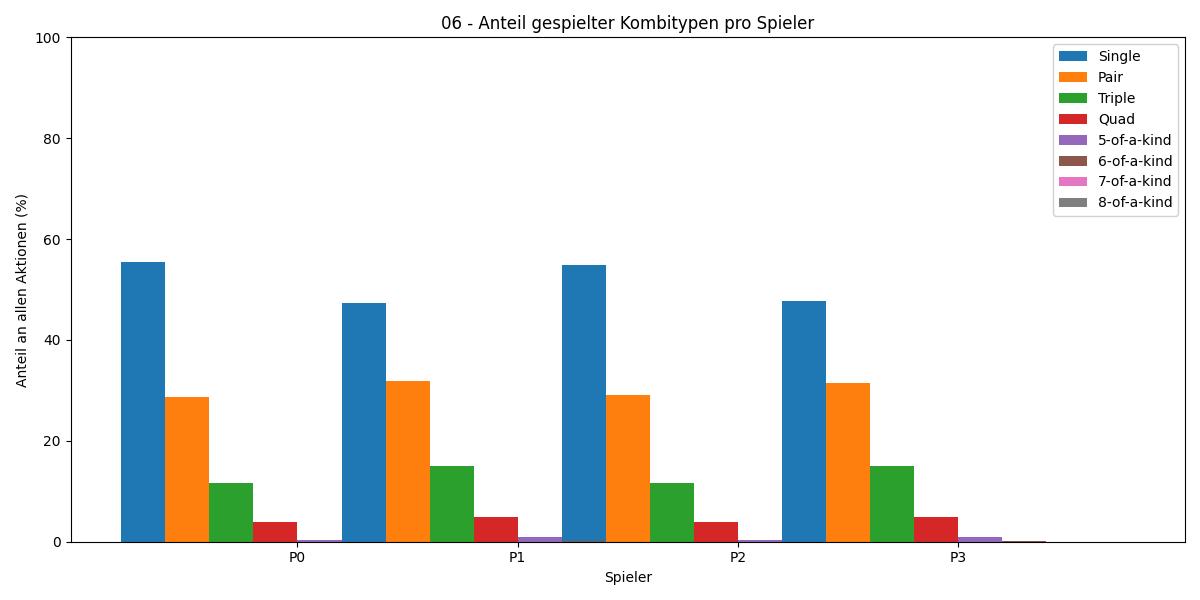 06 - Anteil gespielter Kombitypen pro Spieler
100
80
60
40
20
0
Anteil an allen Aktionen (%)
Single
Pair
Triple
Quad
5-of-a-kind
6-of-a-kind
7-of-a-kind
8-of-a-kind
P0 P1 P2 P3
Spieler